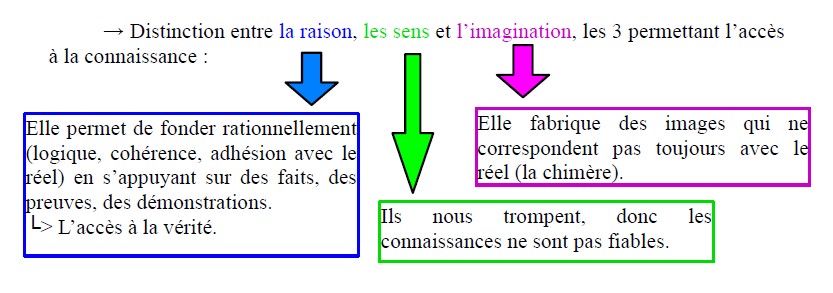 → Distinction entre la raison, les sens et l’imagination, les 3 permettant l’accès
à la connaissance :
Elle permet de fonder rationnellement
(logique, cohérence, adhésion avec le
réel) en s’appuyant sur des faits, des
preuves, des démonstrations.
└> L’accès à la vérité.
Ils nous trompent, donc les
connaissances ne sont pas fiables.
Elle fabrique des images qui ne
correspondent pas toujours avec le
réel (la chimère).